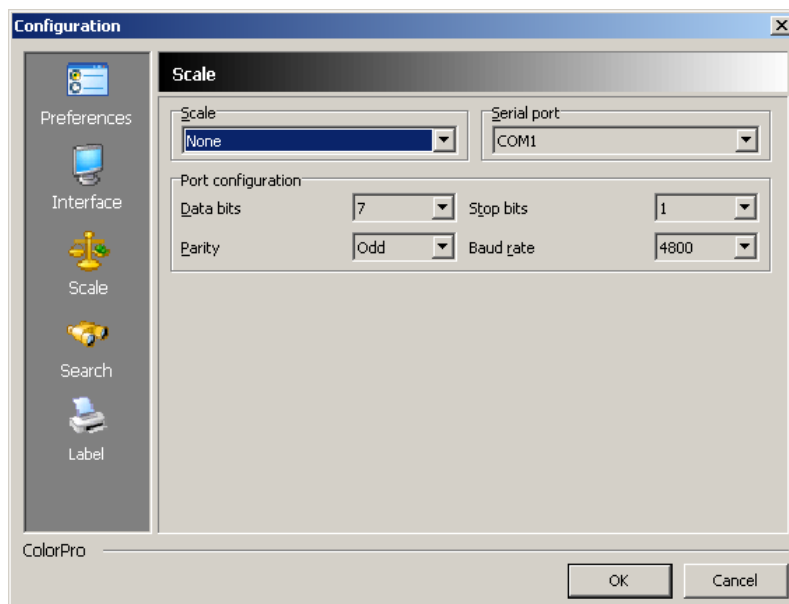 Configuration
Preferences
Interface
Scale
Search
Label
Scale
Scale
None
Serial port
COM1
Port configuration
Data bits 7 Stop bits 1
Parity Odd Baud rate 4800
ColorPro
OK Cancel